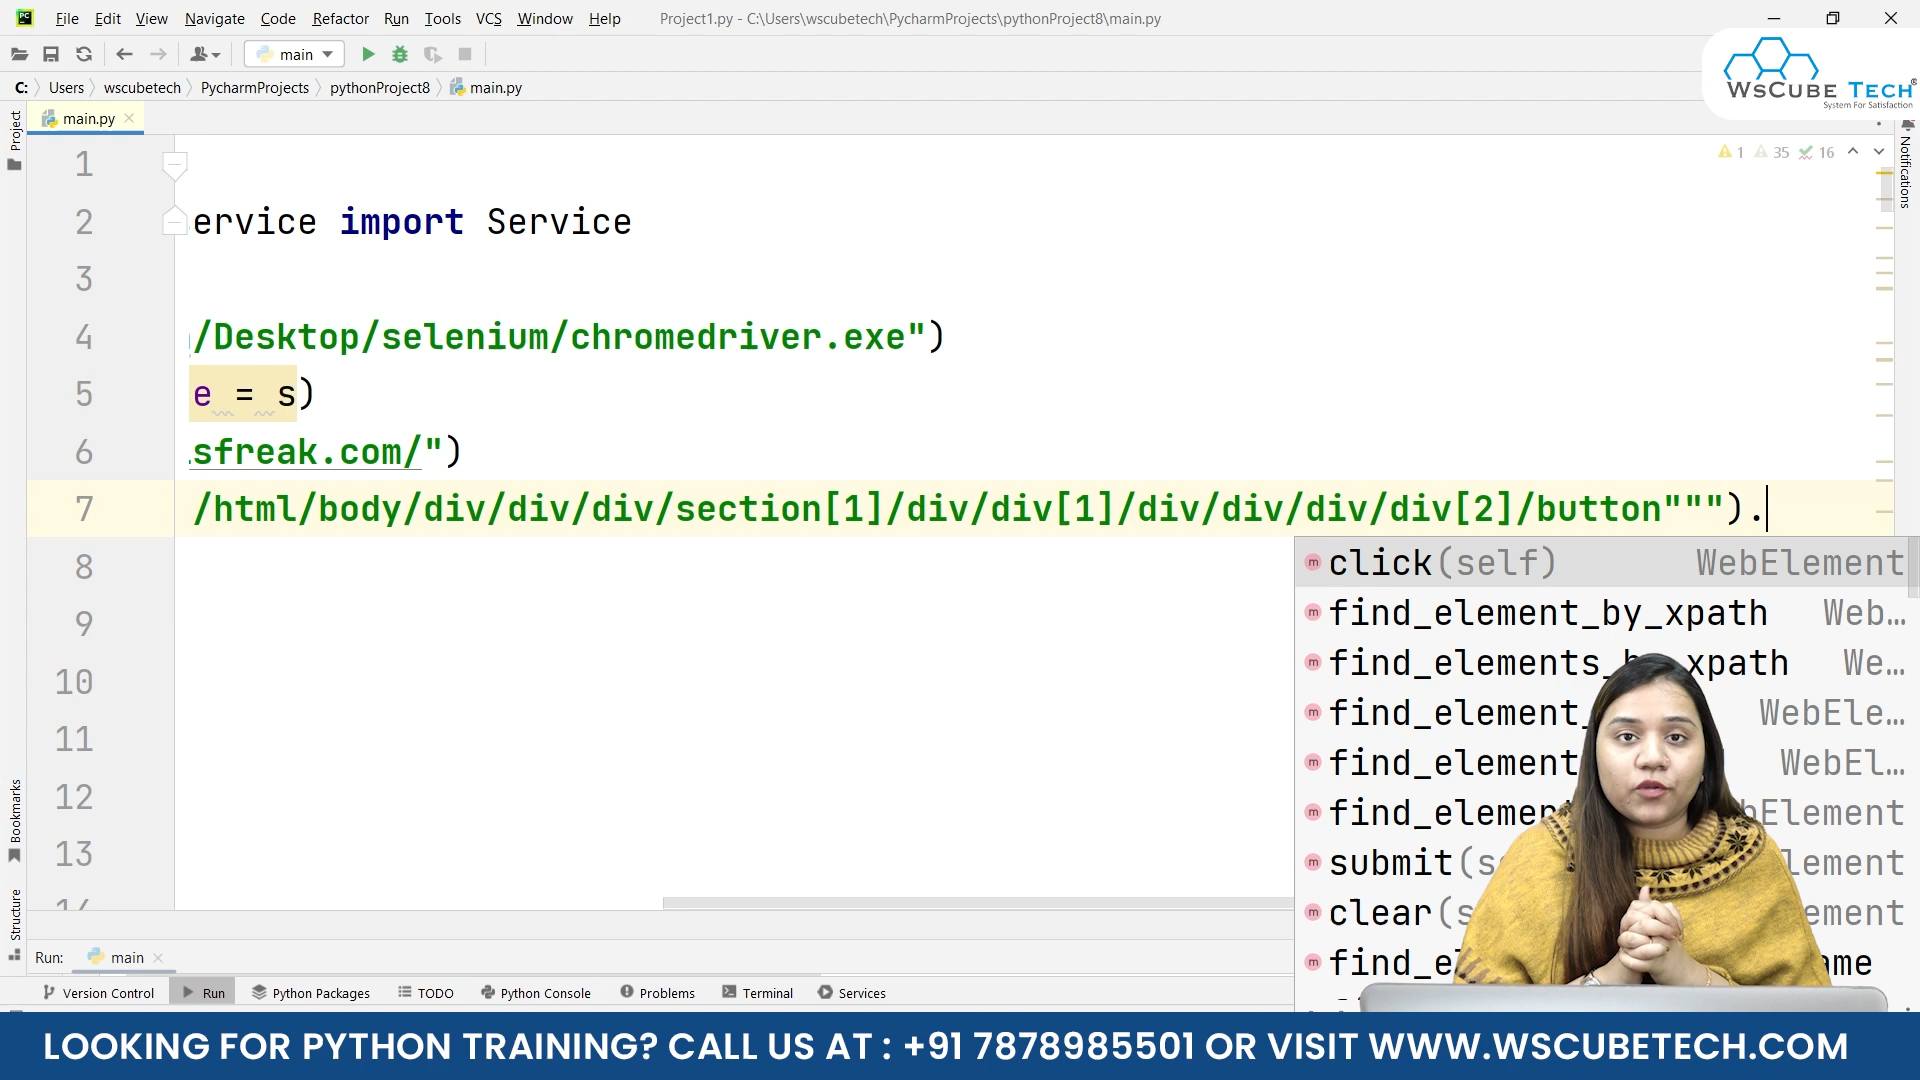 PC File Edit View Navigate Code Refactor Run Tools VCS Window Help Project1.py - C:\Users\wscubetech\PycharmProjects\pythonProject8\main.py
main
WSCUBE TECH®
System For Satisfaction
C: Users wscubetech PycharmProjects pythonProject8 main.py
Project
main.py
Notifications
1 35 16
1
2 ervice import Service
3
4 /Desktop/selenium/chromedriver.exe")
5 e = s)
6 sfreak.com/")
7 /html/body/div/div/div/section[1]/div/div[1]/div/div/div/div[2]/button""").
8
9
10
11
12
13
14
click(self) WebElement
find_element_by_xpath Web…
find_elements_by_xpath We…
find_element_ WebEle…
find_element WebEl…
find_elemen bElement
submit(s lement
clear(s ement
find_e ame
Bookmarks
Structure
Run: main
Version Control Run Python Packages TODO Python Console Problems Terminal Services
LOOKING FOR PYTHON TRAINING? CALL US AT : +91 7878985501 OR VISIT WWW.WSCUBETECH.COM